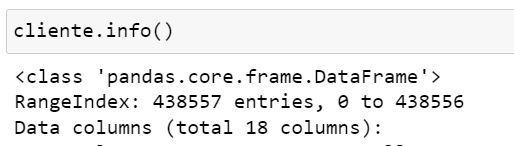 cliente.info()
<class 'pandas.core.frame.DataFrame'>
RangeIndex: 438557 entries, 0 to 438556
Data columns (total 18 columns):